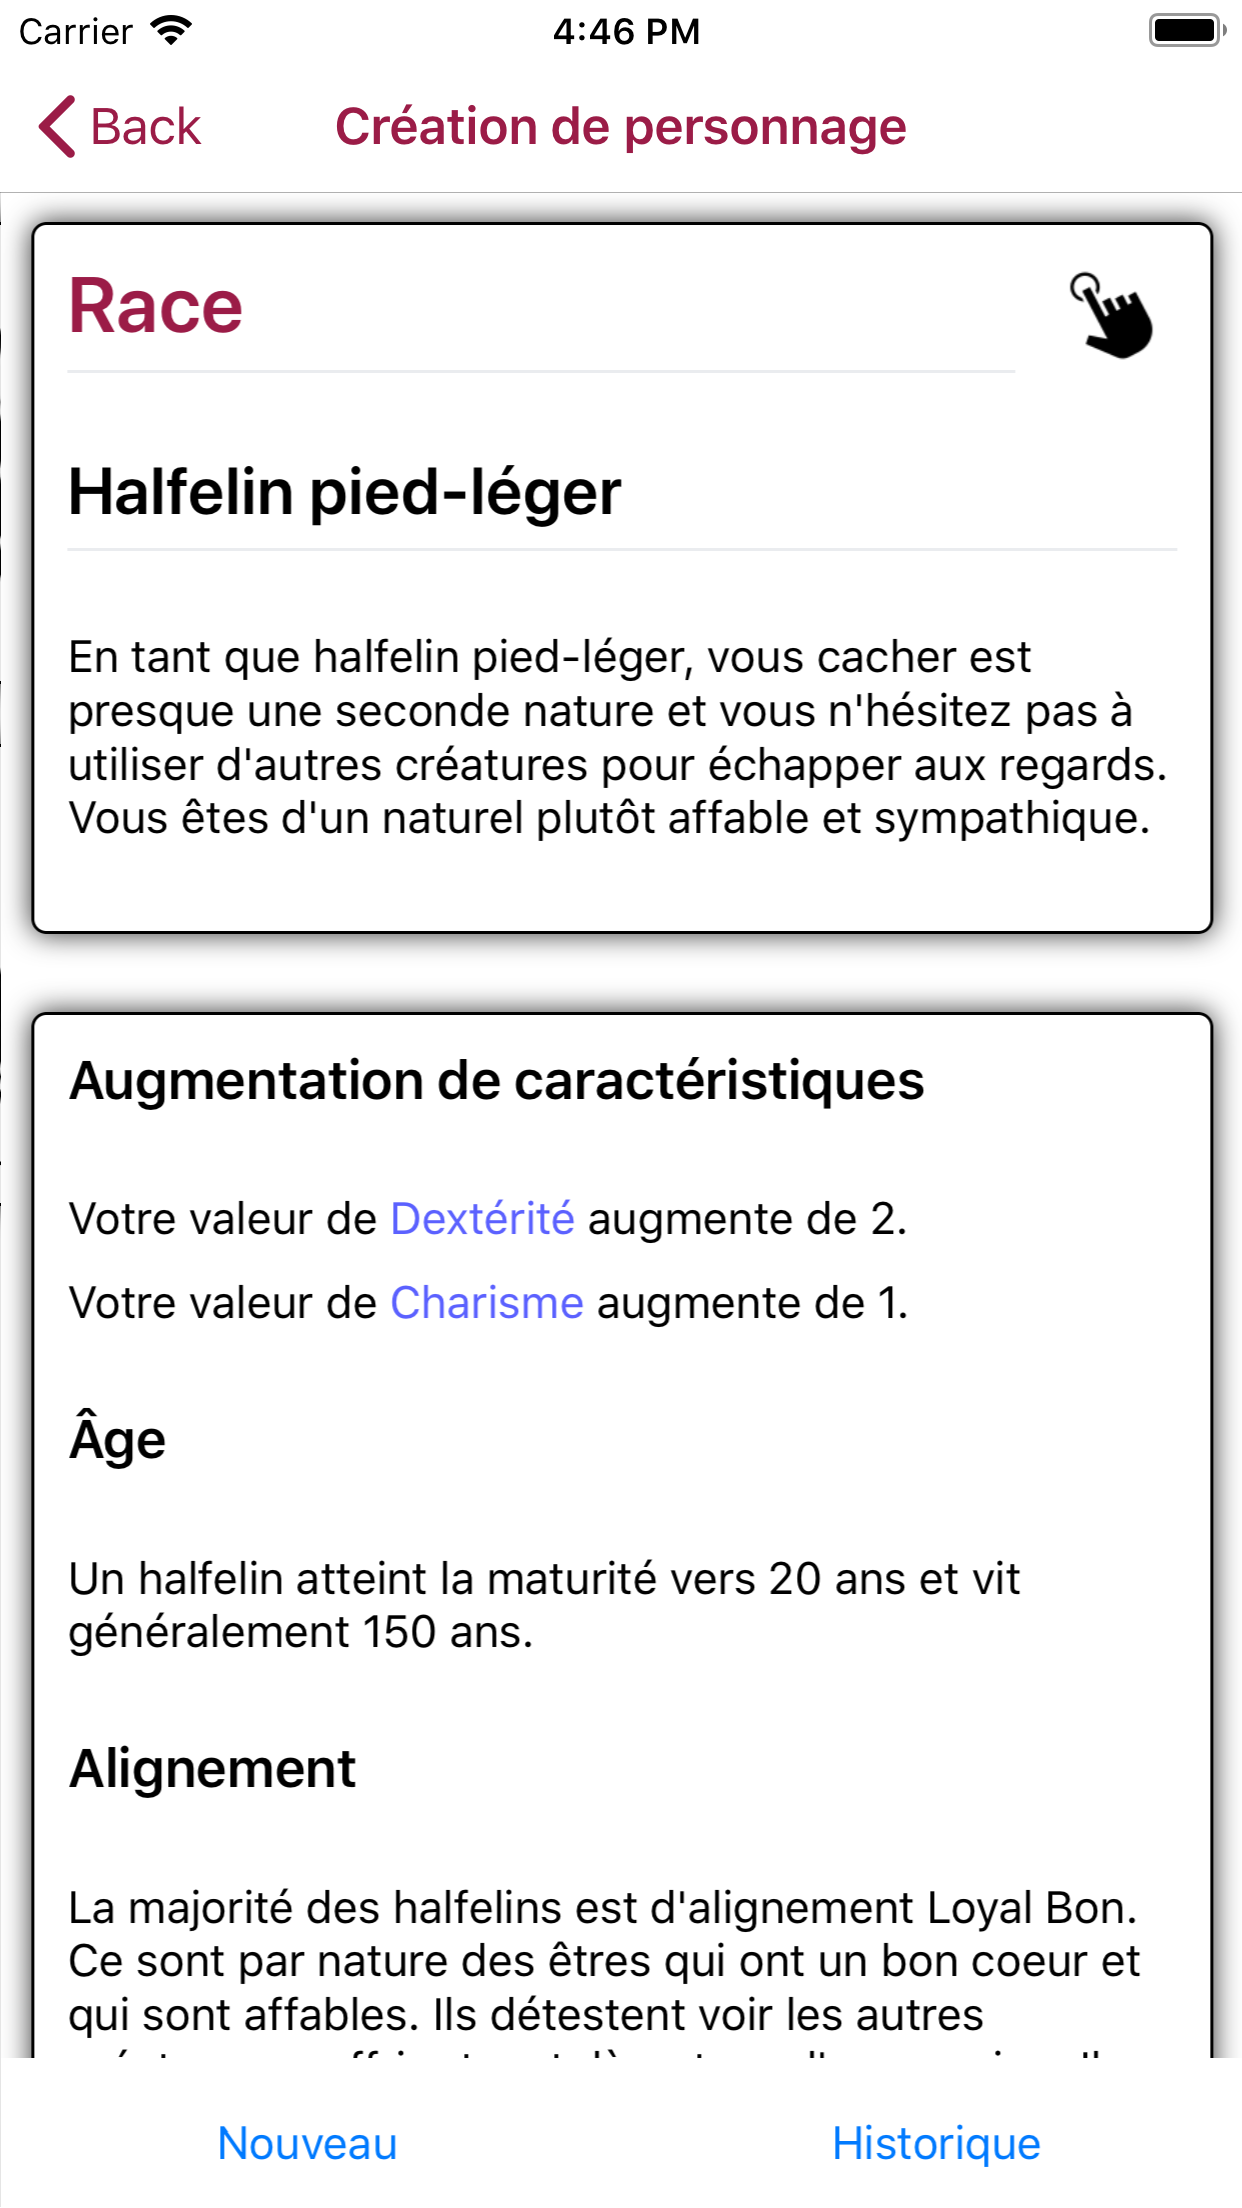 Carrier 4:46 PM
Back Création de personnage
Race
Halfelin pied-léger
En tant que halfelin pied-léger, vous cacher est
presque une seconde nature et vous n'hésitez pas à
utiliser d'autres créatures pour échapper aux regards.
Vous êtes d'un naturel plutôt affable et sympathique.
Augmentation de caractéristiques
Votre valeur de Dextérité augmente de 2.
Votre valeur de Charisme augmente de 1.
Âge
Un halfelin atteint la maturité vers 20 ans et vit
généralement 150 ans.
Alignement
La majorité des halfelins est d'alignement Loyal Bon.
Ce sont par nature des êtres qui ont un bon coeur et
qui sont affables. Ils détestent voir les autres
Nouveau Historique